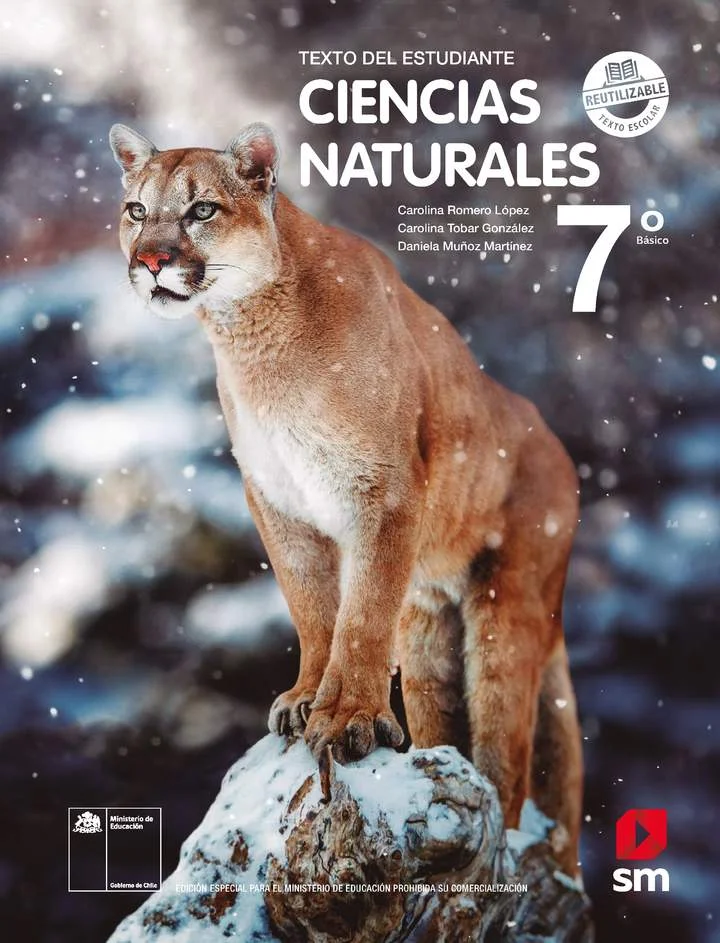 TEXTO DEL ESTUDIANTE
CIENCIAS
NATURALES
REUTILIZABLE
TEXTO ESCOLAR
Carolina Romero López
Carolina Tobar González
Daniela Muñoz Martínez
7º
Básico
Ministerio de
Educación
Gobierno de Chile
EDICIÓN ESPECIAL PARA EL MINISTERIO DE EDUCACIÓN PROHIBIDA SU COMERCIALIZACIÓN
sm